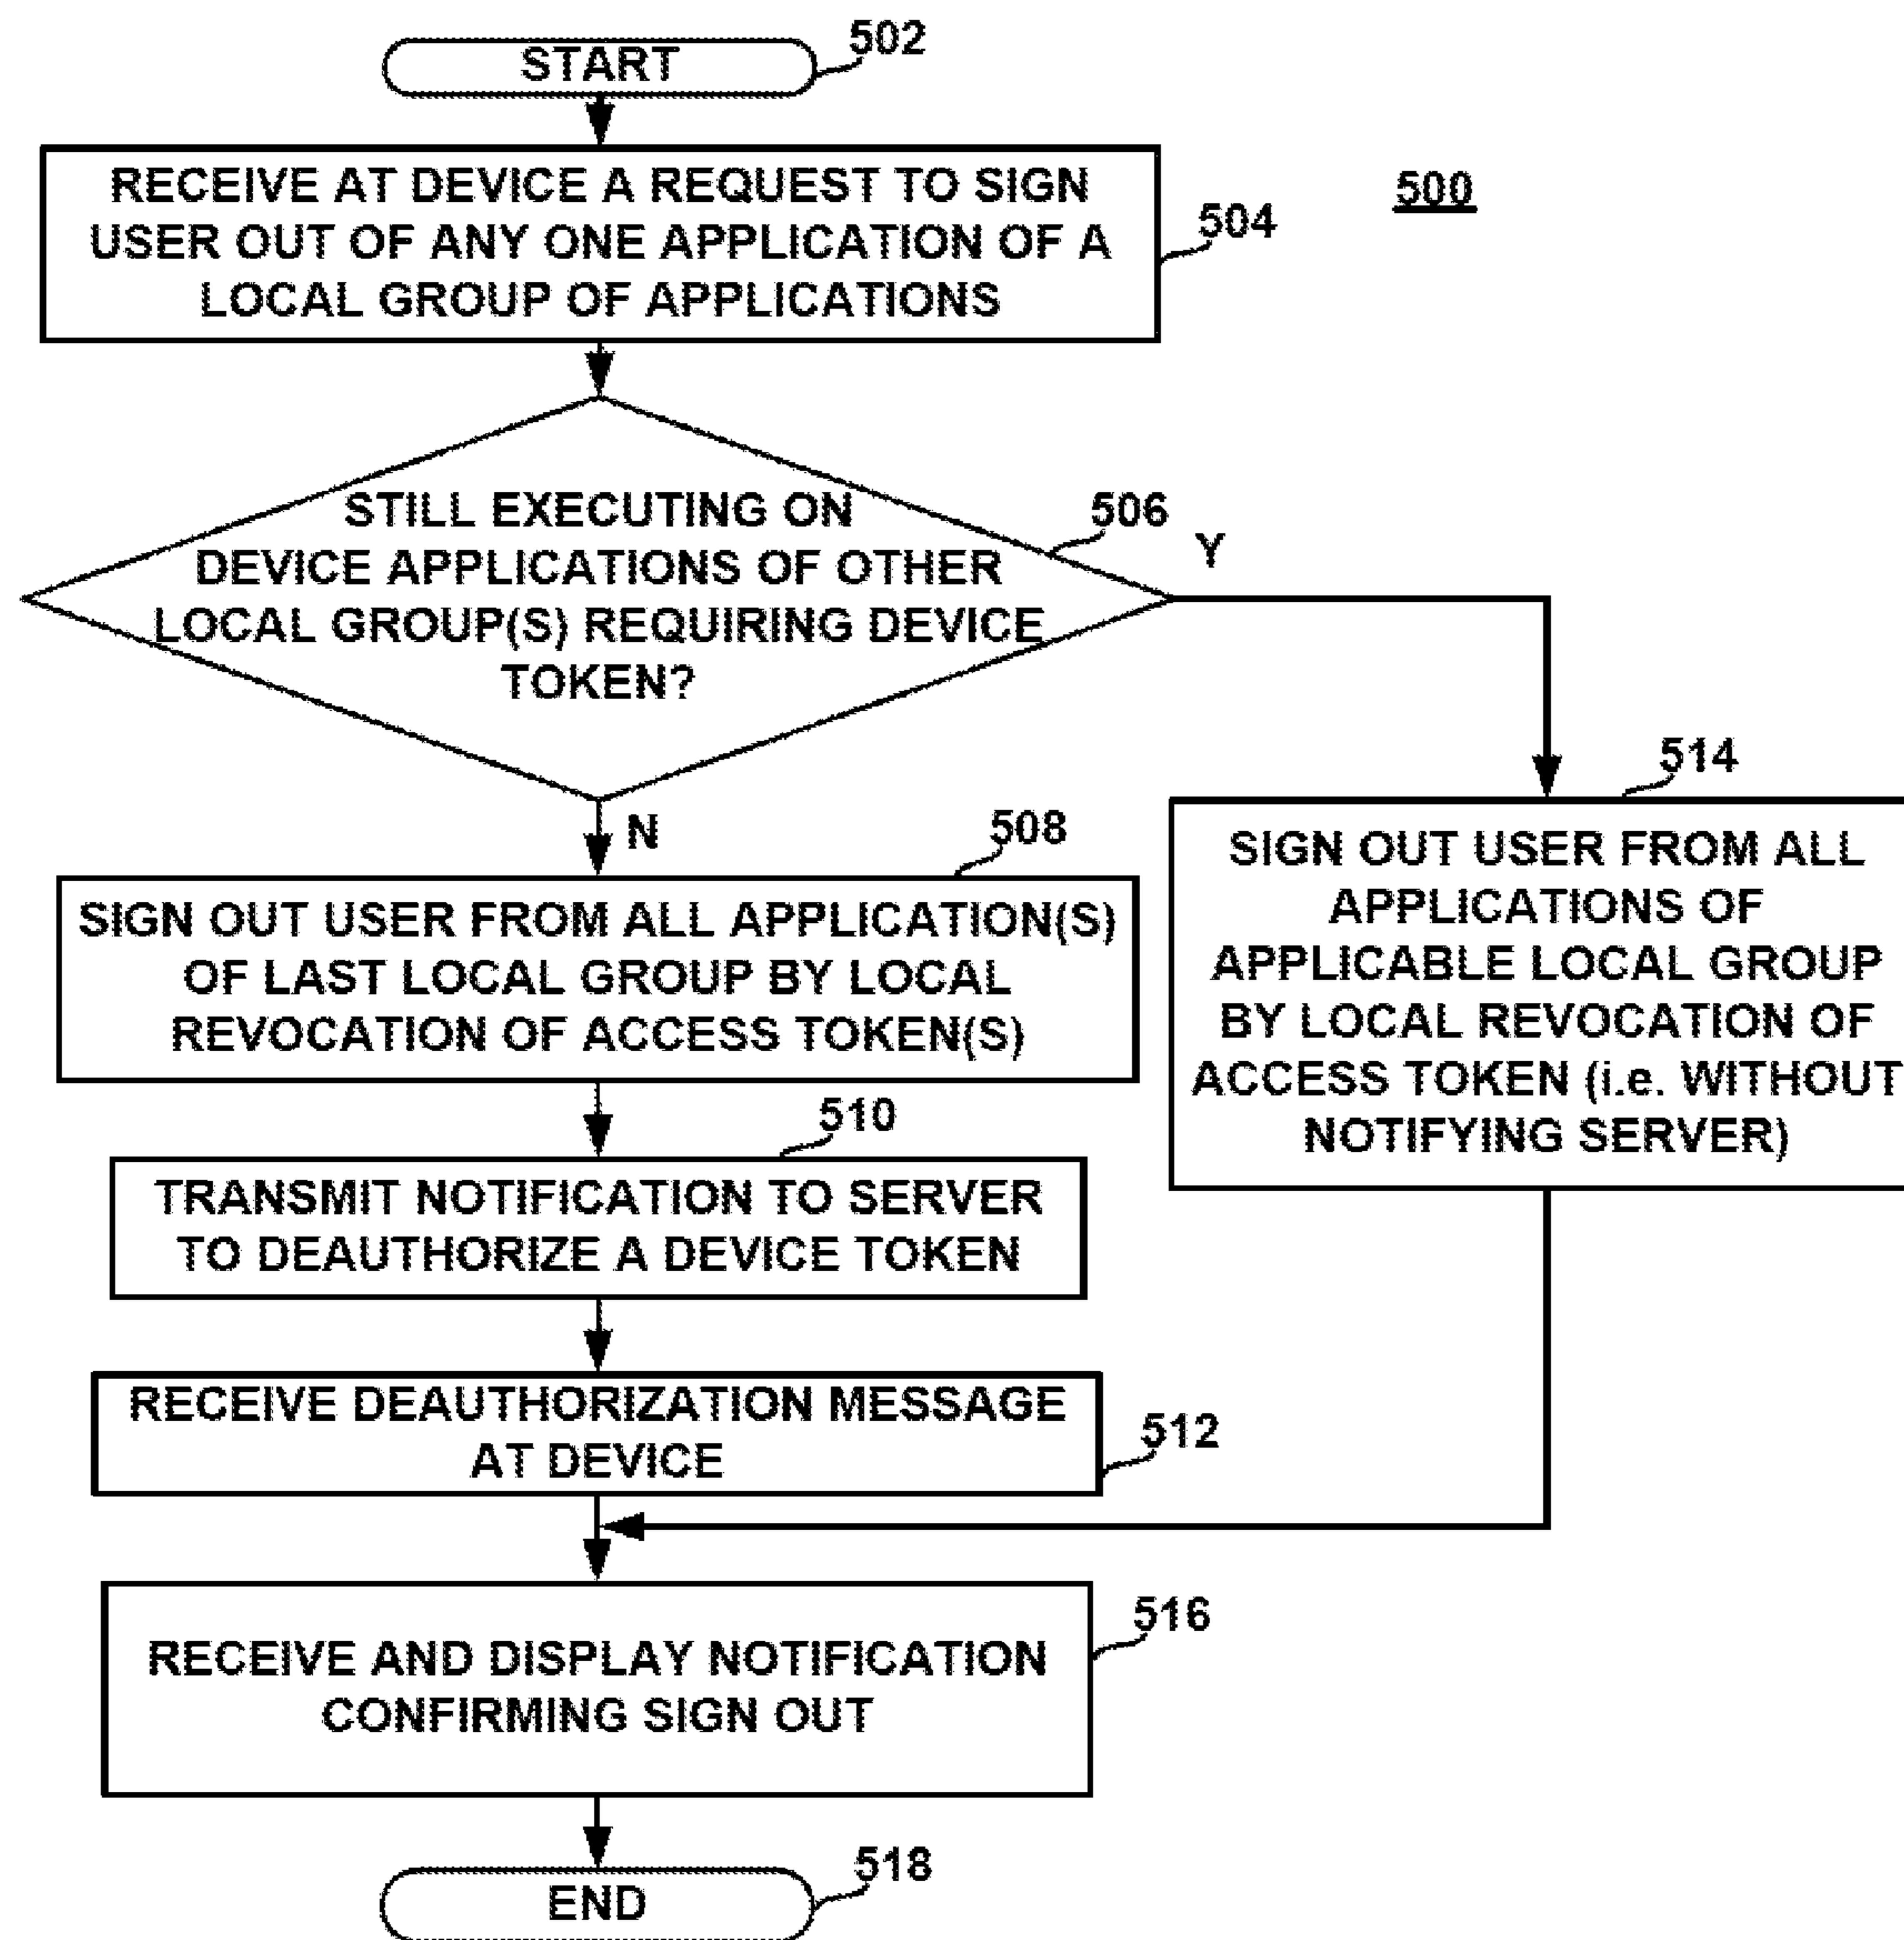 START
502
500
RECEIVE AT DEVICE A REQUEST TO SIGN
USER OUT OF ANY ONE APPLICATION OF A
LOCAL GROUP OF APPLICATIONS
504
STILL EXECUTING ON
DEVICE APPLICATIONS OF OTHER
LOCAL GROUP(S) REQUIRING DEVICE
TOKEN?
506
Y
N
508
SIGN OUT USER FROM ALL APPLICATION(S)
OF LAST LOCAL GROUP BY LOCAL
REVOCATION OF ACCESS TOKEN(S)
514
SIGN OUT USER FROM ALL
APPLICATIONS OF
APPLICABLE LOCAL GROUP
BY LOCAL REVOCATION OF
ACCESS TOKEN (i.e. WITHOUT
NOTIFYING SERVER)
510
TRANSMIT NOTIFICATION TO SERVER
TO DEAUTHORIZE A DEVICE TOKEN
RECEIVE DEAUTHORIZATION MESSAGE
AT DEVICE
512
RECEIVE AND DISPLAY NOTIFICATION
CONFIRMING SIGN OUT
516
END
518